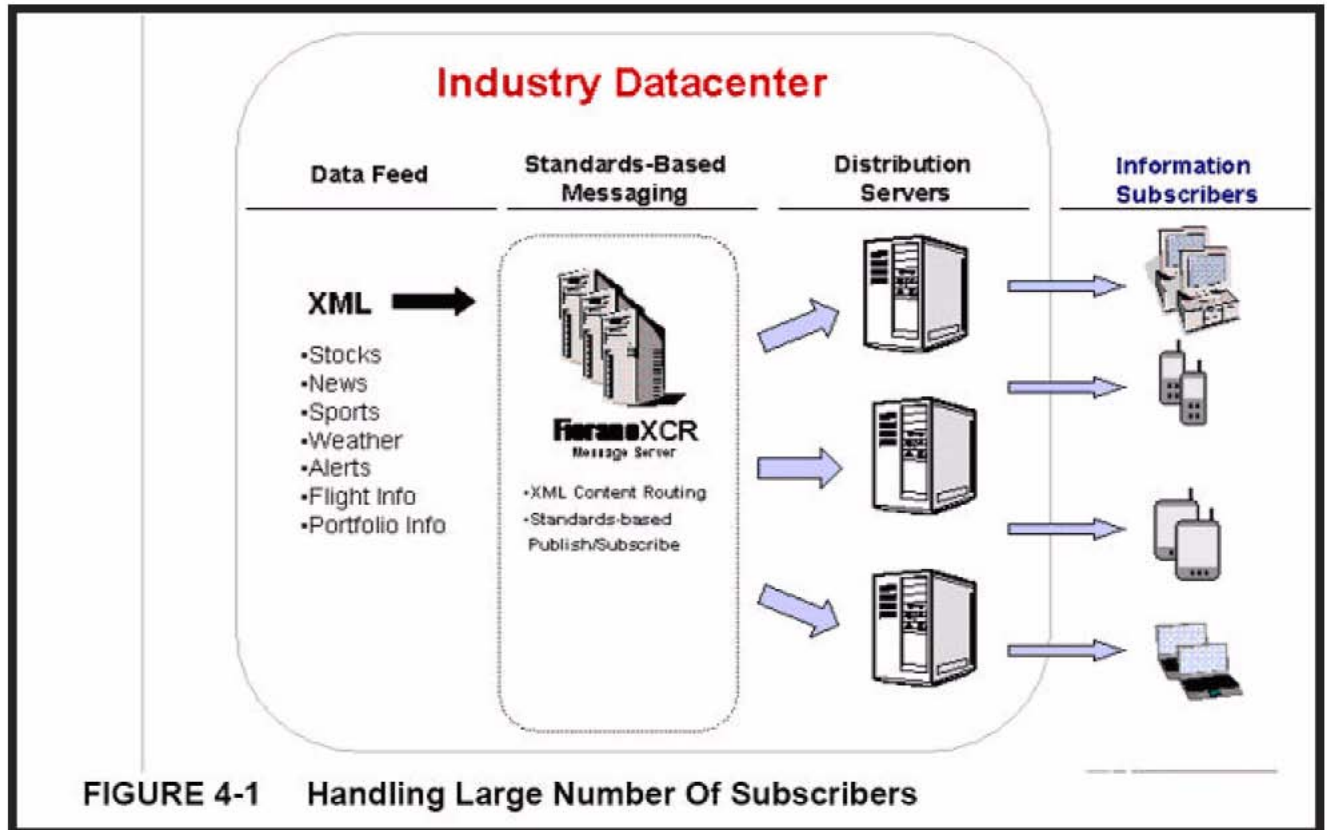 Industry Datacenter
Data Feed
Standards-Based
Messaging
Distribution
Servers
Information
Subscribers
XML
•Stocks
•News
•Sports
•Weather
•Alerts
•Flight Info
•Portfolio Info
FioranoXCR
Message Server
•XML Content Routing
•Standards-based
Publish/Subscribe
FIGURE 4-1 Handling Large Number Of Subscribers